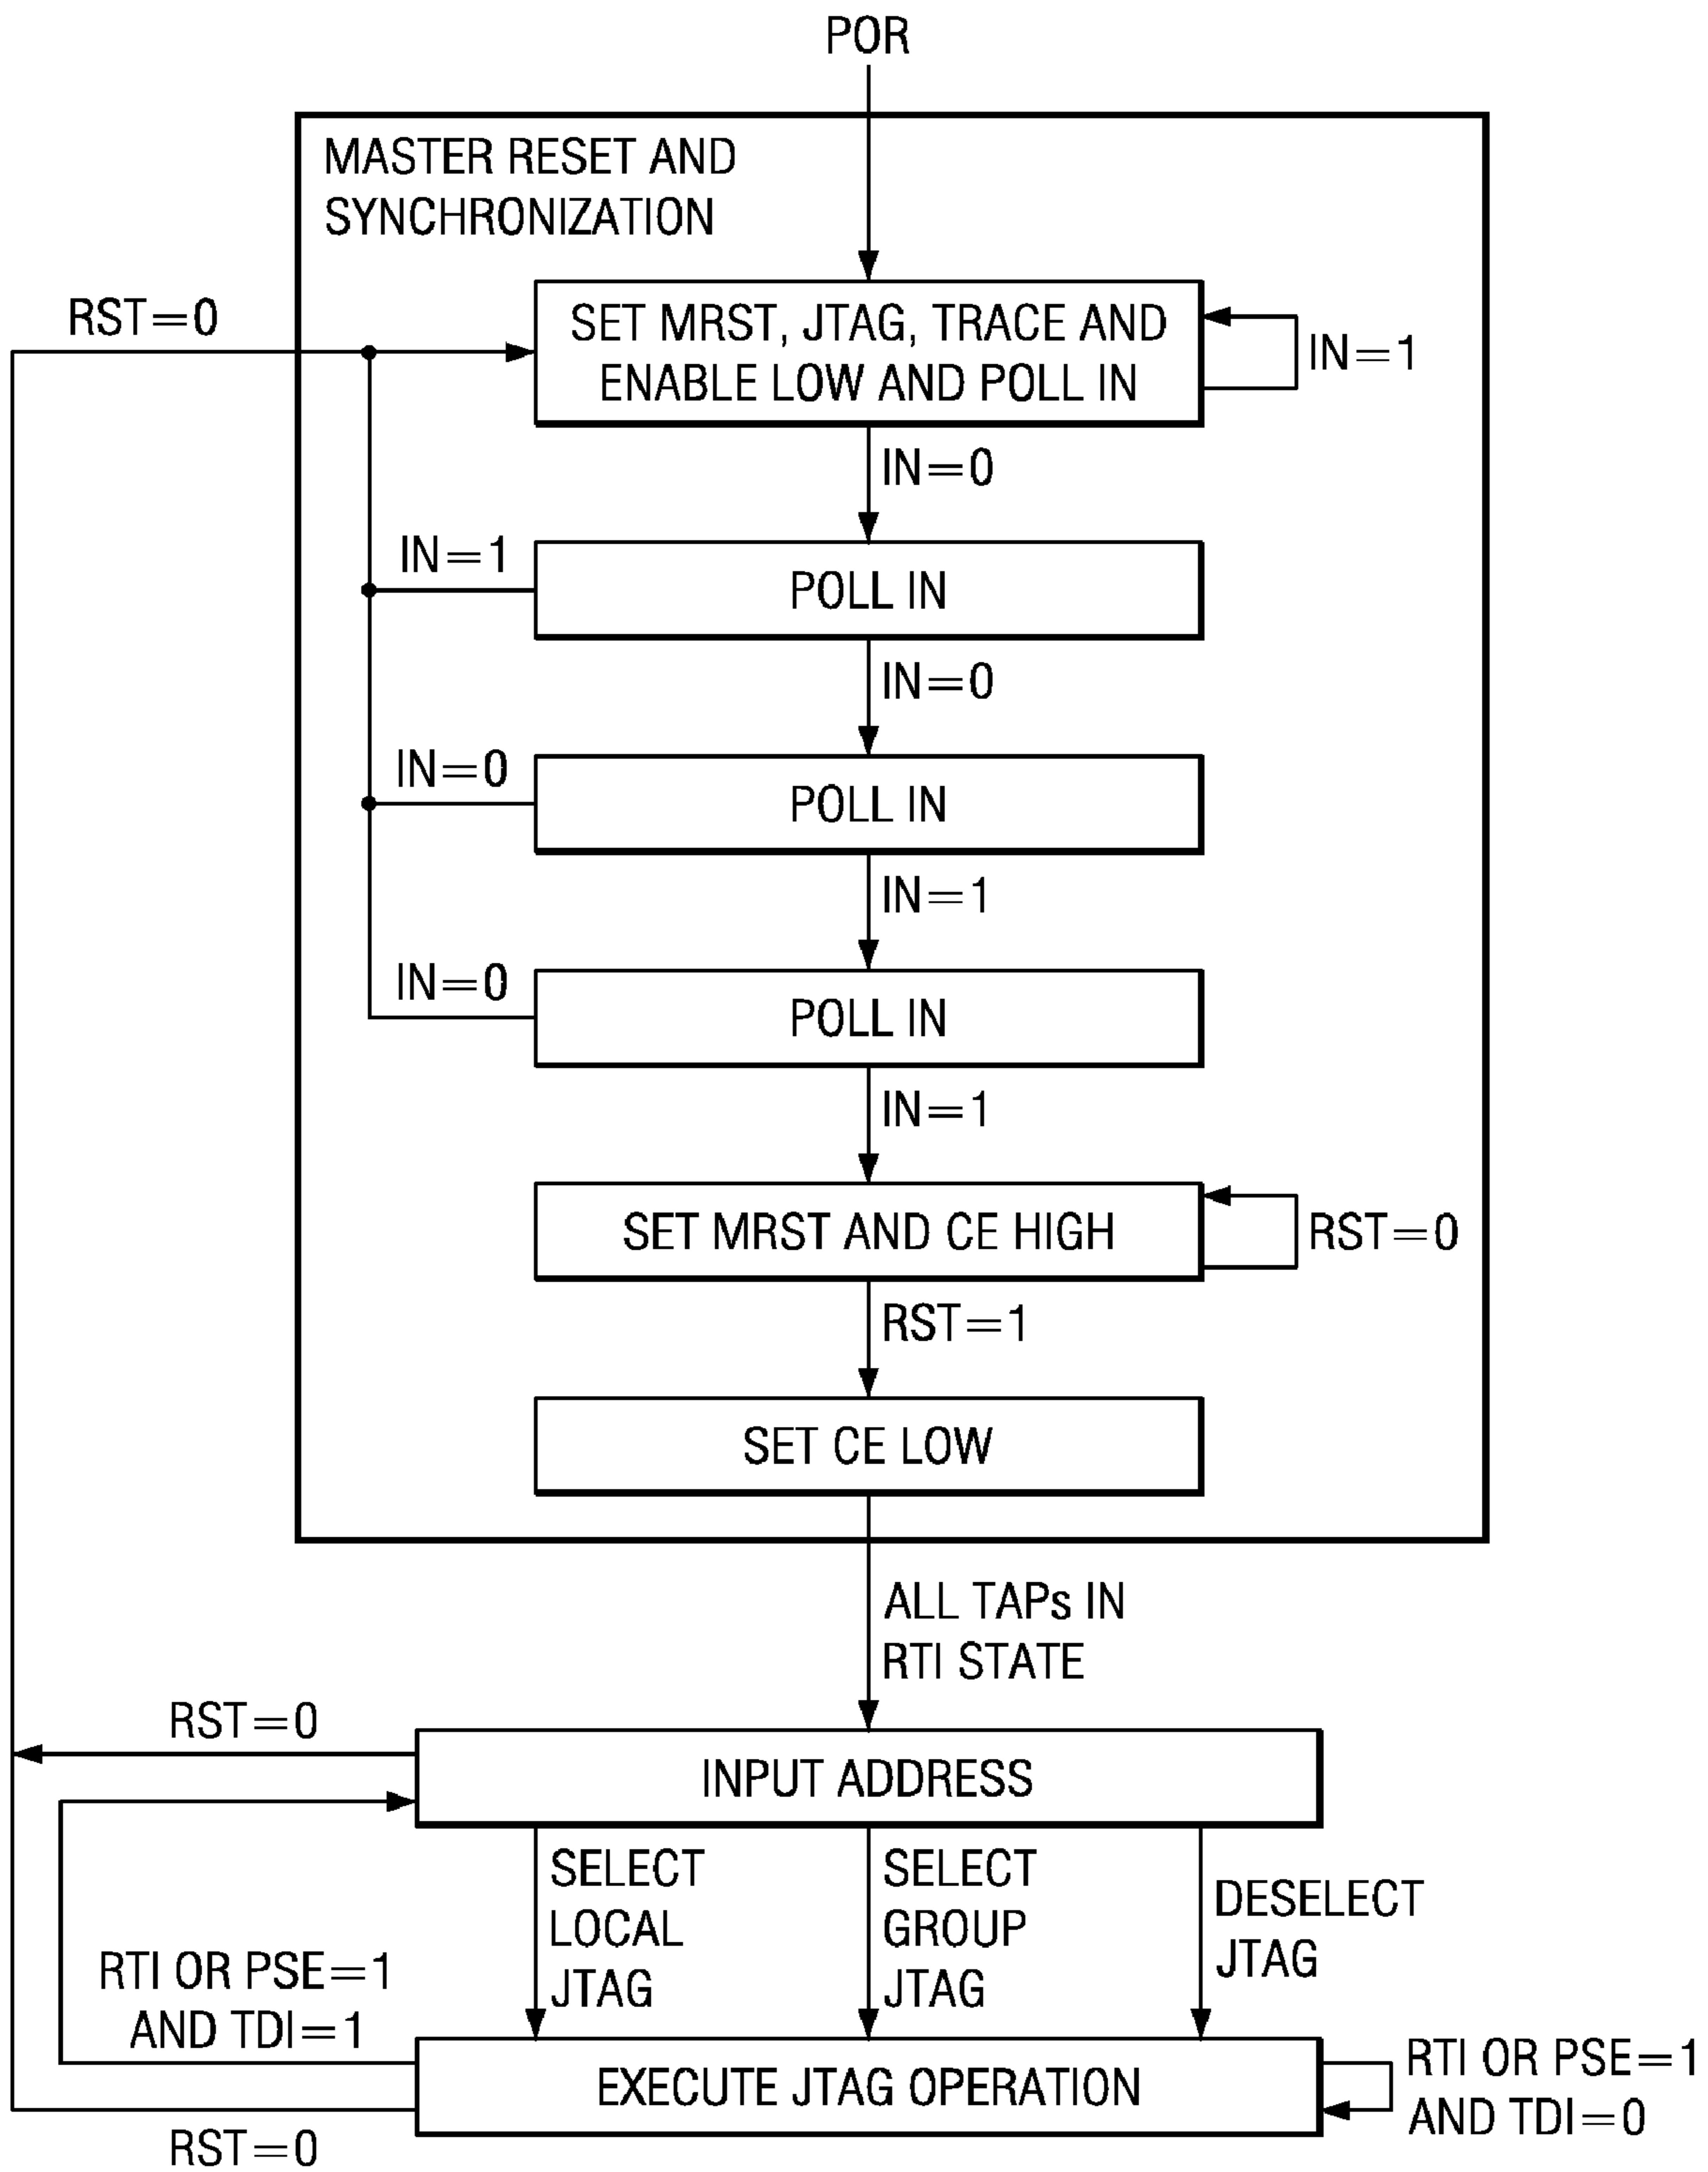 POR
MASTER RESET AND
SYNCHRONIZATION
RST=0
SET MRST, JTAG, TRACE AND
ENABLE LOW AND POLL IN
IN=1
IN=0
IN=1
POLL IN
IN=0
IN=0
POLL IN
IN=1
IN=0
POLL IN
IN=1
SET MRST AND CE HIGH
RST=0
RST=1
SET CE LOW
ALL TAPs IN
RTI STATE
RST=0
INPUT ADDRESS
SELECT
LOCAL
JTAG
SELECT
GROUP
JTAG
DESELECT
JTAG
RTI OR PSE=1
AND TDI=1
EXECUTE JTAG OPERATION
RTI OR PSE=1
AND TDI=0
RST=0